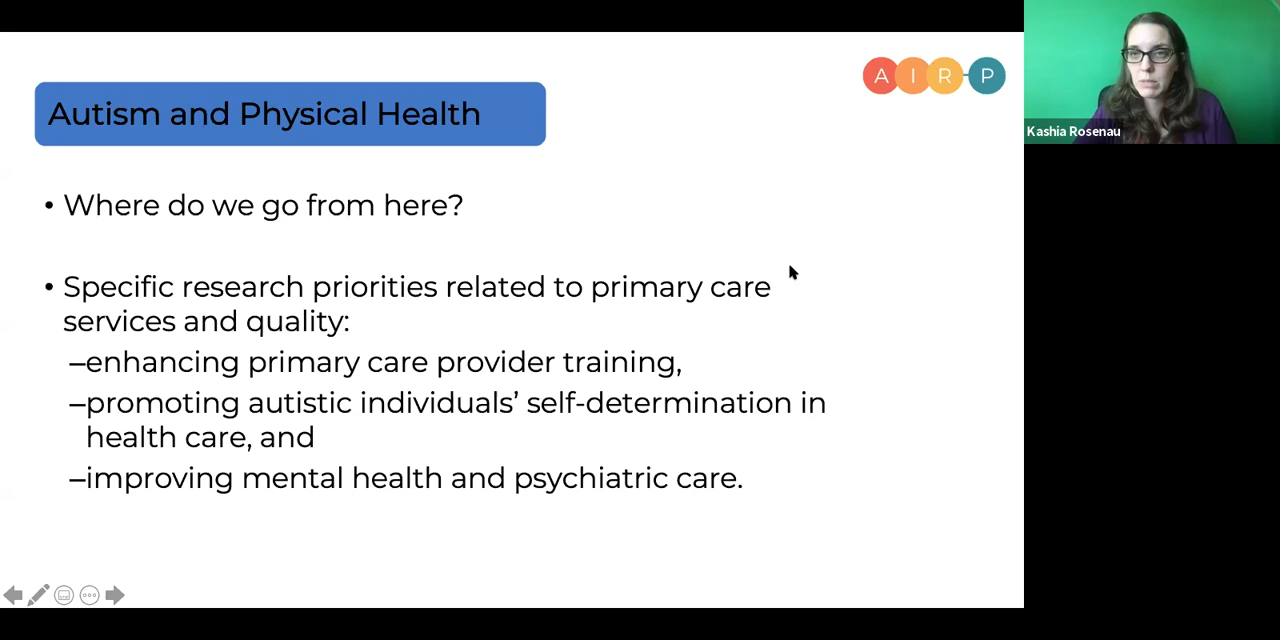 A I R - P
Autism and Physical Health
Kashia Rosenau
• Where do we go from here?
• Specific research priorities related to primary care
services and quality:
–enhancing primary care provider training,
–promoting autistic individuals’ self-determination in
health care, and
–improving mental health and psychiatric care.